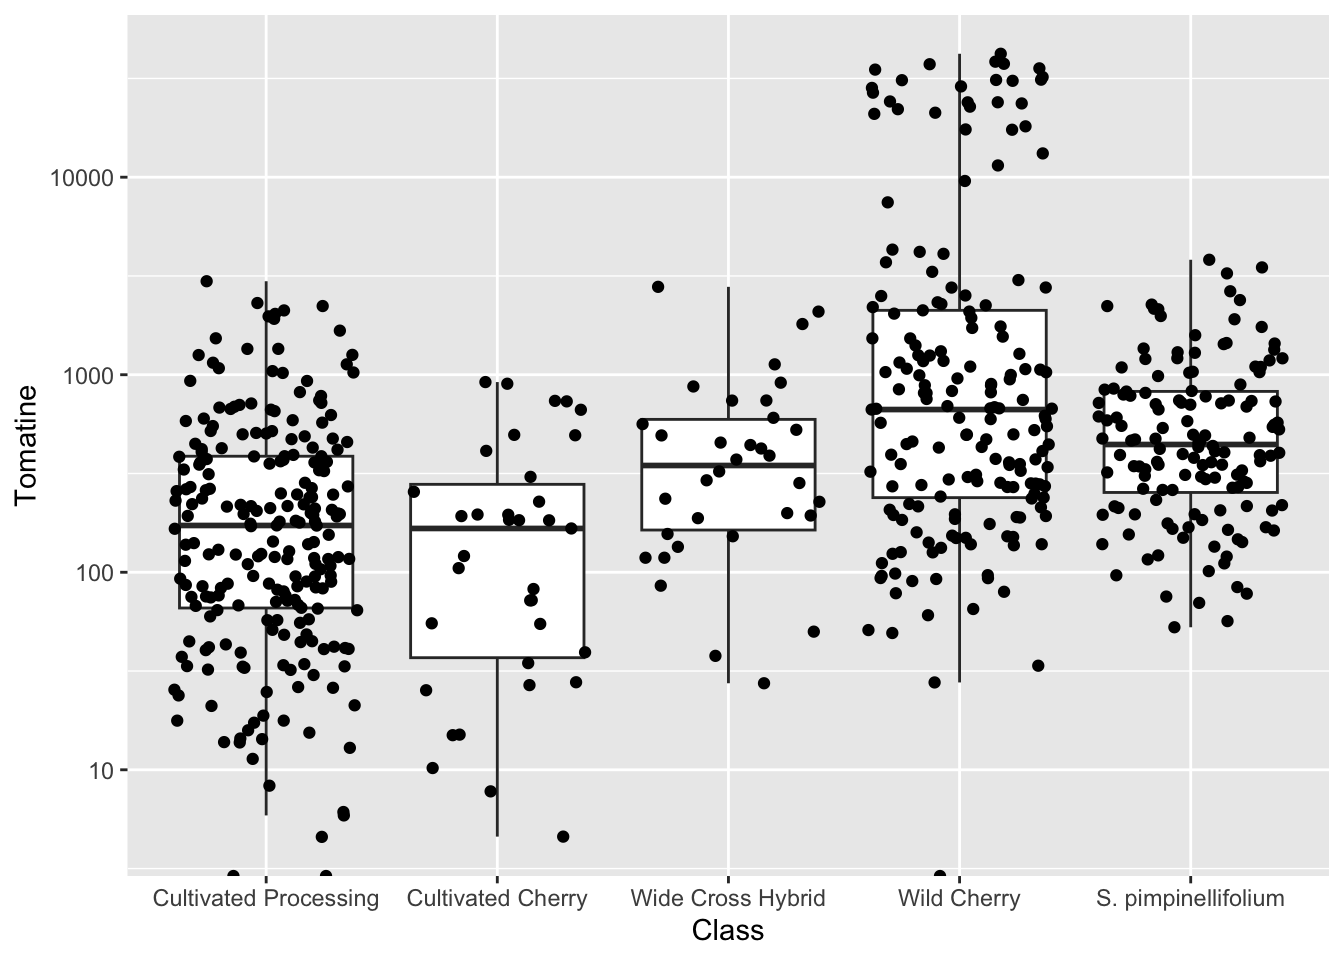 Tomatine
10000
1000
100
10
Cultivated Processing Cultivated Cherry Wide Cross Hybrid Wild Cherry S. pimpinellifolium
Class